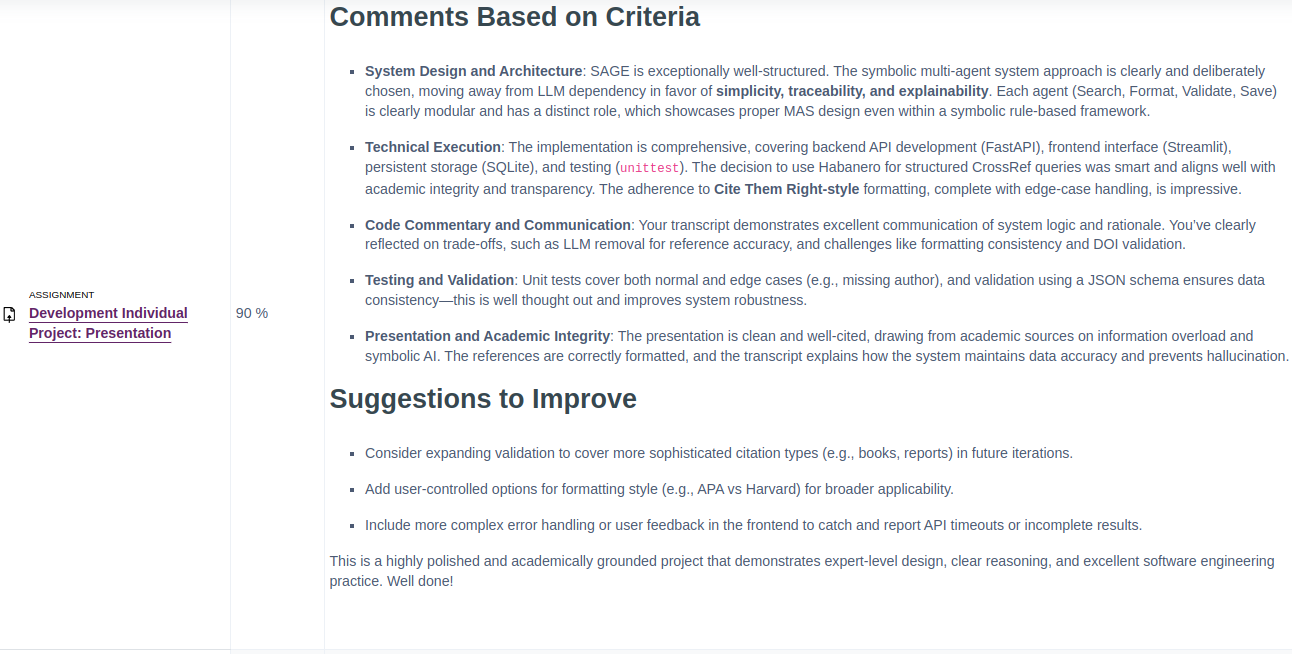 Comments Based on Criteria
System Design and Architecture: SAGE is exceptionally well-structured. The symbolic multi-agent system approach is clearly and deliberately
chosen, moving away from LLM dependency in favor of simplicity, traceability, and explainability. Each agent (Search, Format, Validate, Save)
is clearly modular and has a distinct role, which showcases proper MAS design even within a symbolic rule-based framework.
Technical Execution: The implementation is comprehensive, covering backend API development (FastAPI), frontend interface (Streamlit),
persistent storage (SQLite), and testing (unittest). The decision to use Habanero for structured CrossRef queries was smart and aligns well with
academic integrity and transparency. The adherence to Cite Them Right-style formatting, complete with edge-case handling, is impressive.
Code Commentary and Communication: Your transcript demonstrates excellent communication of system logic and rationale. You’ve clearly
reflected on trade-offs, such as LLM removal for reference accuracy, and challenges like formatting consistency and DOI validation.
Testing and Validation: Unit tests cover both normal and edge cases (e.g., missing author), and validation using a JSON schema ensures data
consistency—this is well thought out and improves system robustness.
ASSIGNMENT
Development Individual
Project: Presentation
90 %
Presentation and Academic Integrity: The presentation is clean and well-cited, drawing from academic sources on information overload and
symbolic AI. The references are correctly formatted, and the transcript explains how the system maintains data accuracy and prevents hallucination.
Suggestions to Improve
Consider expanding validation to cover more sophisticated citation types (e.g., books, reports) in future iterations.
Add user-controlled options for formatting style (e.g., APA vs Harvard) for broader applicability.
Include more complex error handling or user feedback in the frontend to catch and report API timeouts or incomplete results.
This is a highly polished and academically grounded project that demonstrates expert-level design, clear reasoning, and excellent software engineering
practice. Well done!